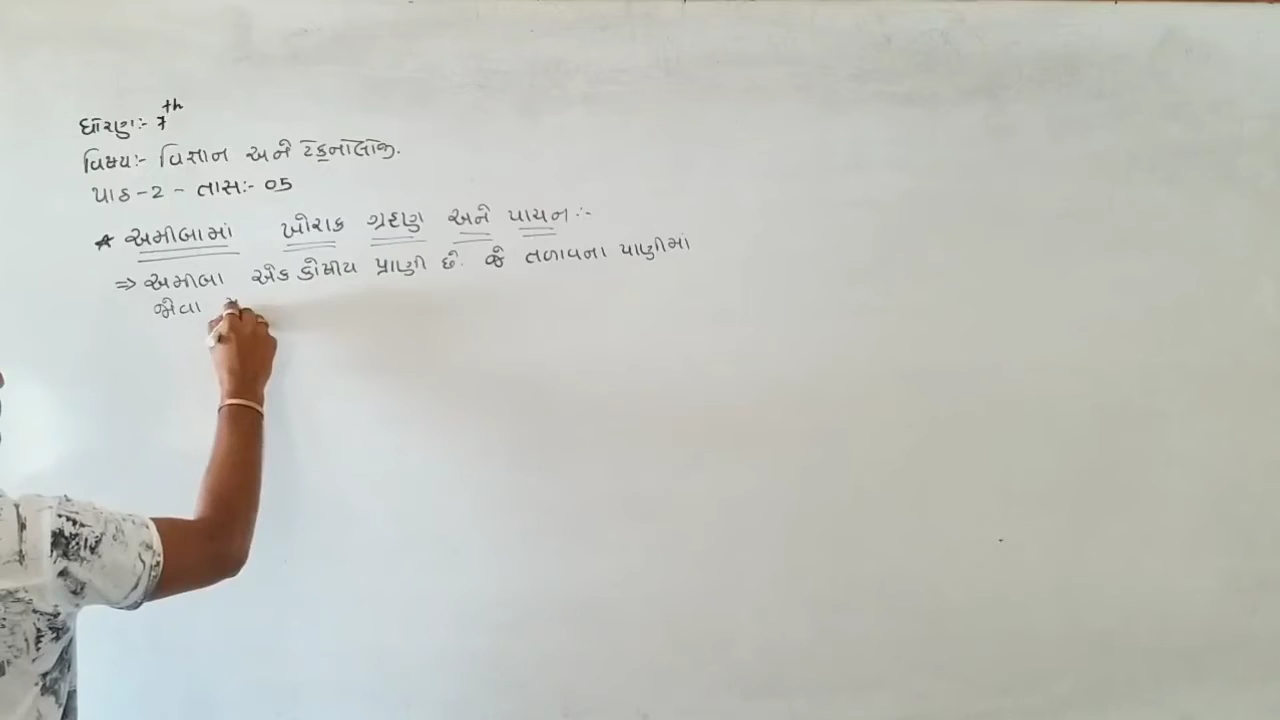 ધોરણ:- 7th
વિષય:- વિજ્ઞાન અને ટેકનાલોજી.
પાઠ-2 - તાસ:- 05
* અમીબામાં ખોરાક ગ્રહણ અને પાચન:-
⇒ અમીબા એક કોષીય પ્રાણી છે. જે તળાવના પાણીમાં
જોવા